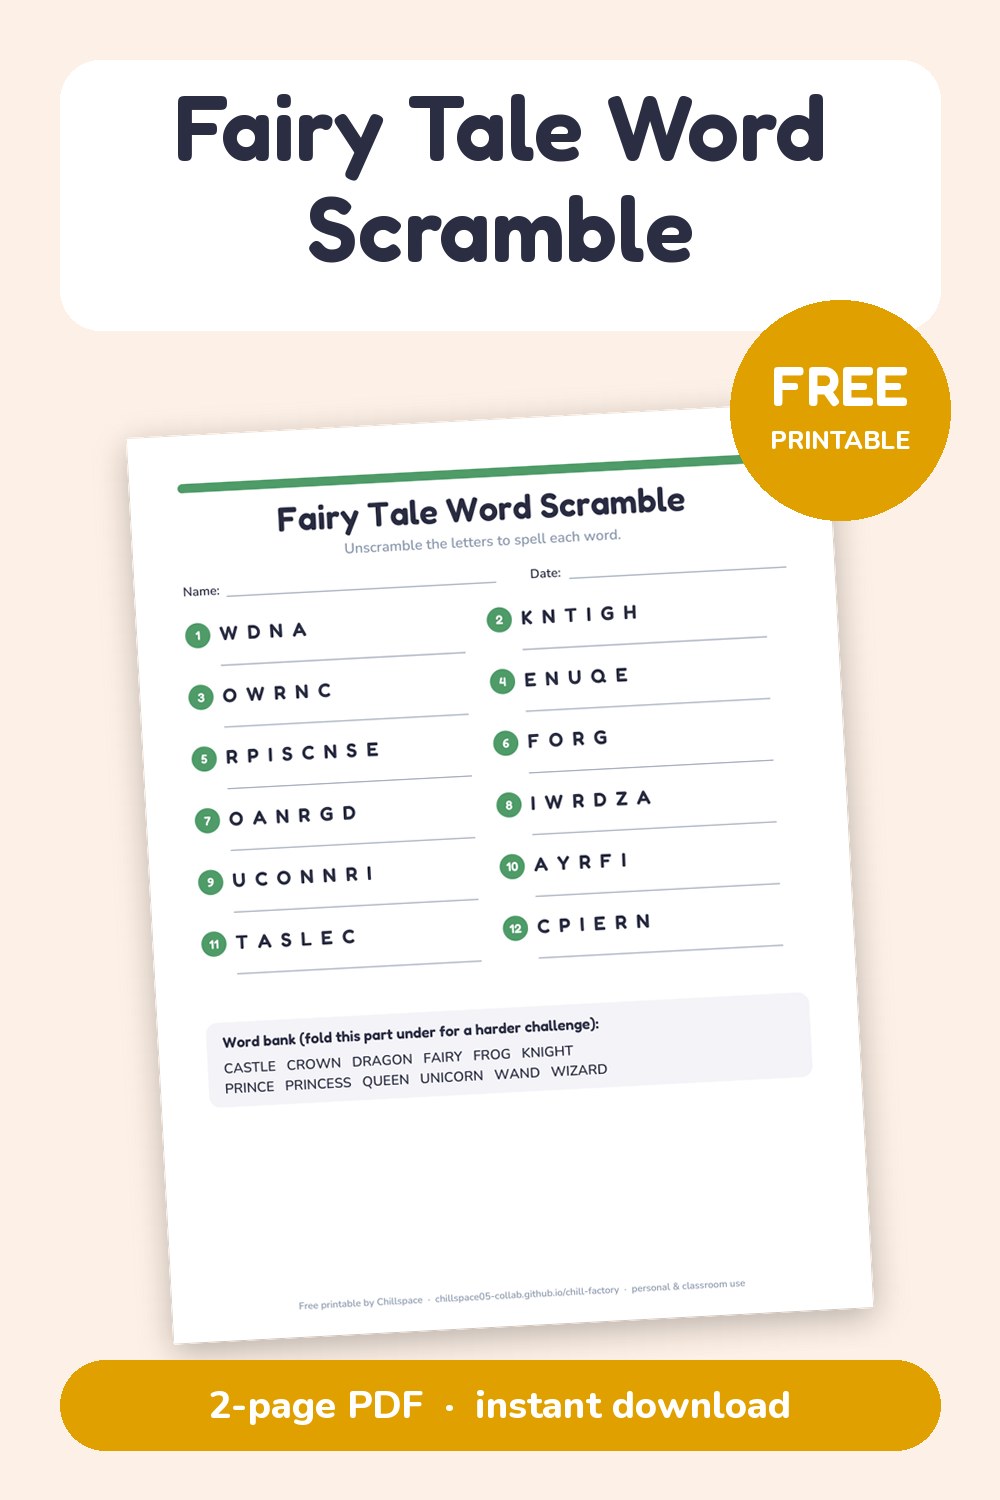 Fairy Tale Word
Scramble
FREE
PRINTABLE
Fairy Tale Word Scramble
Unscramble the letters to spell each word.
Name: Date:
1 W D N A
2 K N T I G H
3 O W R N C
4 E N U Q E
5 R P I S C N S E
6 F O R G
7 O A N R G D
8 I W R D Z A
9 U C O N N R I
10 A Y R F I
11 T A S L E C
12 C P I E R N
Word bank (fold this part under for a harder challenge):
CASTLE CROWN DRAGON FAIRY FROG KNIGHT
PRINCE PRINCESS QUEEN UNICORN WAND WIZARD
Free printable by Chillspace · chillspace05-collab.github.io/chill-factory · personal & classroom use
2-page PDF · instant download